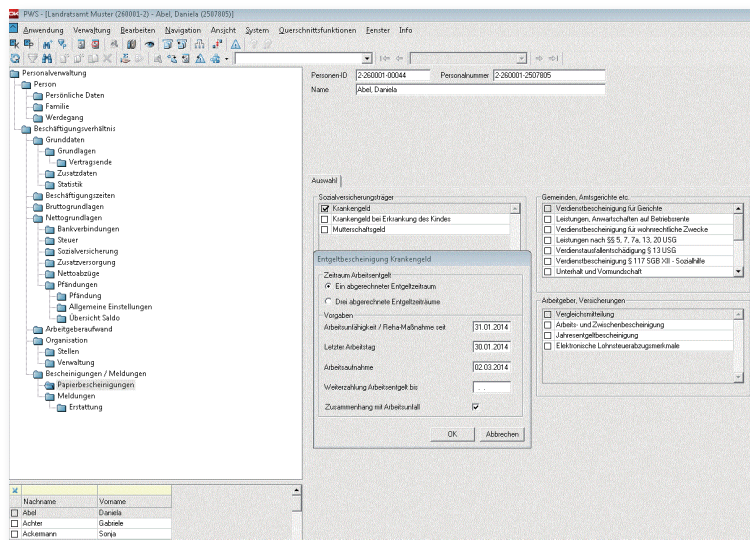 PWS - [Landratsamt Muster (260001-2) - Abel, Daniela (2507805)]
Anwendung Verwaltung Bearbeiten Navigation Ansicht System Querschnittsfunktionen Fenster Info
Personalverwaltung
Person
Persönliche Daten
Familie
Werdegang
Beschäftigungsverhältnis
Grunddaten
Grundlagen
Vertragsende
Zusatzdaten
Statistik
Beschäftigungszeiten
Bruttogrundlagen
Nettogrundlagen
Bankverbindungen
Steuer
Sozialversicherung
Zusatzversorgung
Nettoabzüge
Pfändungen
Pfändung
Allgemeine Einstellungen
Übersicht Saldo
Arbeitgeberaufwand
Organisation
Stellen
Verwaltung
Bescheinigungen / Meldungen
Papierbescheinigungen
Meldungen
Erstattung
Nachname Vorname
Abel Daniela
Achter Gabriele
Ackermann Sonja
Personen-ID 2-260001-00044 Personalnummer 2-260001-2507805
Name Abel, Daniela
Auswahl
Sozialversicherungsträger
Krankengeld
Krankengeld bei Erkrankung des Kindes
Mutterschaftsgeld
Gemeinden, Amtsgerichte etc.
Verdienstbescheinigung für Gerichte
Leistungen, Anwartschaften auf Betriebsrente
Verdienstbescheinigung für wohnrechtliche Zwecke
Leistungen nach §§ 5, 7, 7a, 13, 20 USG
Verdienstausfallentschädigung § 13 USG
Verdienstbescheinigung § 117 SGB XII - Sozialhilfe
Unterhalt und Vormundschaft
Entgeltbescheinigung Krankengeld
Zeitraum Arbeitsentgelt
Ein abgerechneter Entgeltzeitraum
Drei abgerechnete Entgeltzeiträume
Vorgaben
Arbeitsunfähigkeit / Reha-Maßnahme seit 31.01.2014
Letzter Arbeitstag 30.01.2014
Arbeitsaufnahme 02.03.2014
Weiterzahlung Arbeitsentgelt bis . .
Zusammenhang mit Arbeitsunfall
OK Abbrechen
Arbeitgeber, Versicherungen
Vergleichsmitteilung
Arbeits- und Zwischenbescheinigung
Jahresentgeltbescheinigung
Elektronische Lohnsteuerabzugsmerkmale